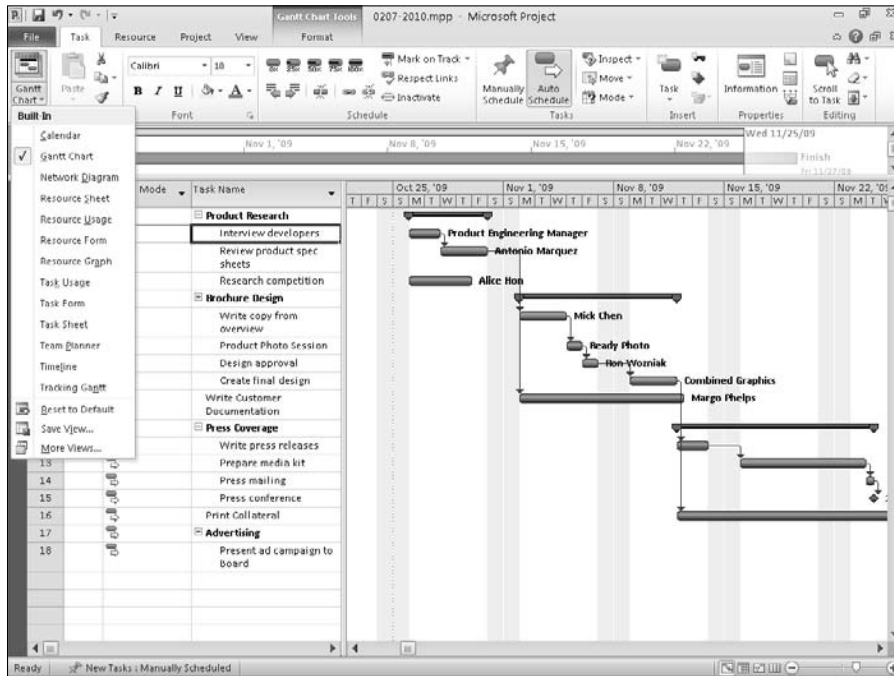 Gantt Chart Tools
0207-2010.mpp - Microsoft Project
File Task Resource Project View Format
Calibri 10
Mark on Track
Respect Links
Inactivate
Inspect
Move
Mode
Gantt Chart
Paste
B I U
Manually Schedule
Auto Schedule
Task
Information
Scroll to Task
Font Schedule Tasks Insert Properties Editing
Built-In
Calendar
Gantt Chart
Network Diagram
Resource Sheet
Resource Usage
Resource Form
Resource Graph
Task Usage
Task Form
Task Sheet
Team Planner
Timeline
Tracking Gantt
Reset to Default
Save View...
More Views...
Nov 1, '09 Nov 8, '09 Nov 15, '09 Nov 22, '09
Wed 11/25/09
Finish
Fri 11/27/09
Mode Task Name
Oct 25, '09 Nov 1, '09 Nov 8, '09 Nov 15, '09 Nov 22, '09
T F S S M T W T F S S M T W T F S S M T W T F S S M T W T F S S M T W
Product Research
Interview developers Product Engineering Manager
Review product spec sheets Antonio Marquez
Research competition Alice Hon
Brochure Design
Write copy from overview Mick Chen
Product Photo Session Ready Photo
Design approval Ron Wozniak
Create final design Combined Graphics
Write Customer Documentation Margo Phelps
Press Coverage
Write press releases
13 Prepare media kit
14 Press mailing
15 Press conference
16 Print Collateral
17 Advertising
18 Present ad campaign to Board
Ready New Tasks : Manually Scheduled